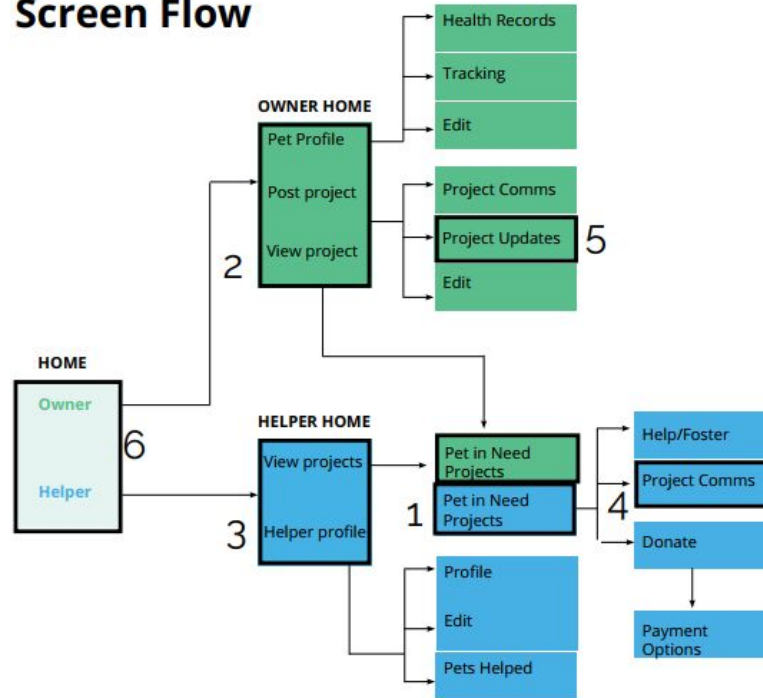 Screen Flow
Health Records
Tracking
Edit
OWNER HOME
Pet Profile
Post project
View project
2
Project Comms
Project Updates
5
Edit
HOME
Owner
Helper
6
HELPER HOME
View projects
Helper profile
3
Pet in Need
Projects
Pet in Need
Projects
1
Help/Foster
Project Comms
4
Donate
Payment
Options
Profile
Edit
Pets Helped